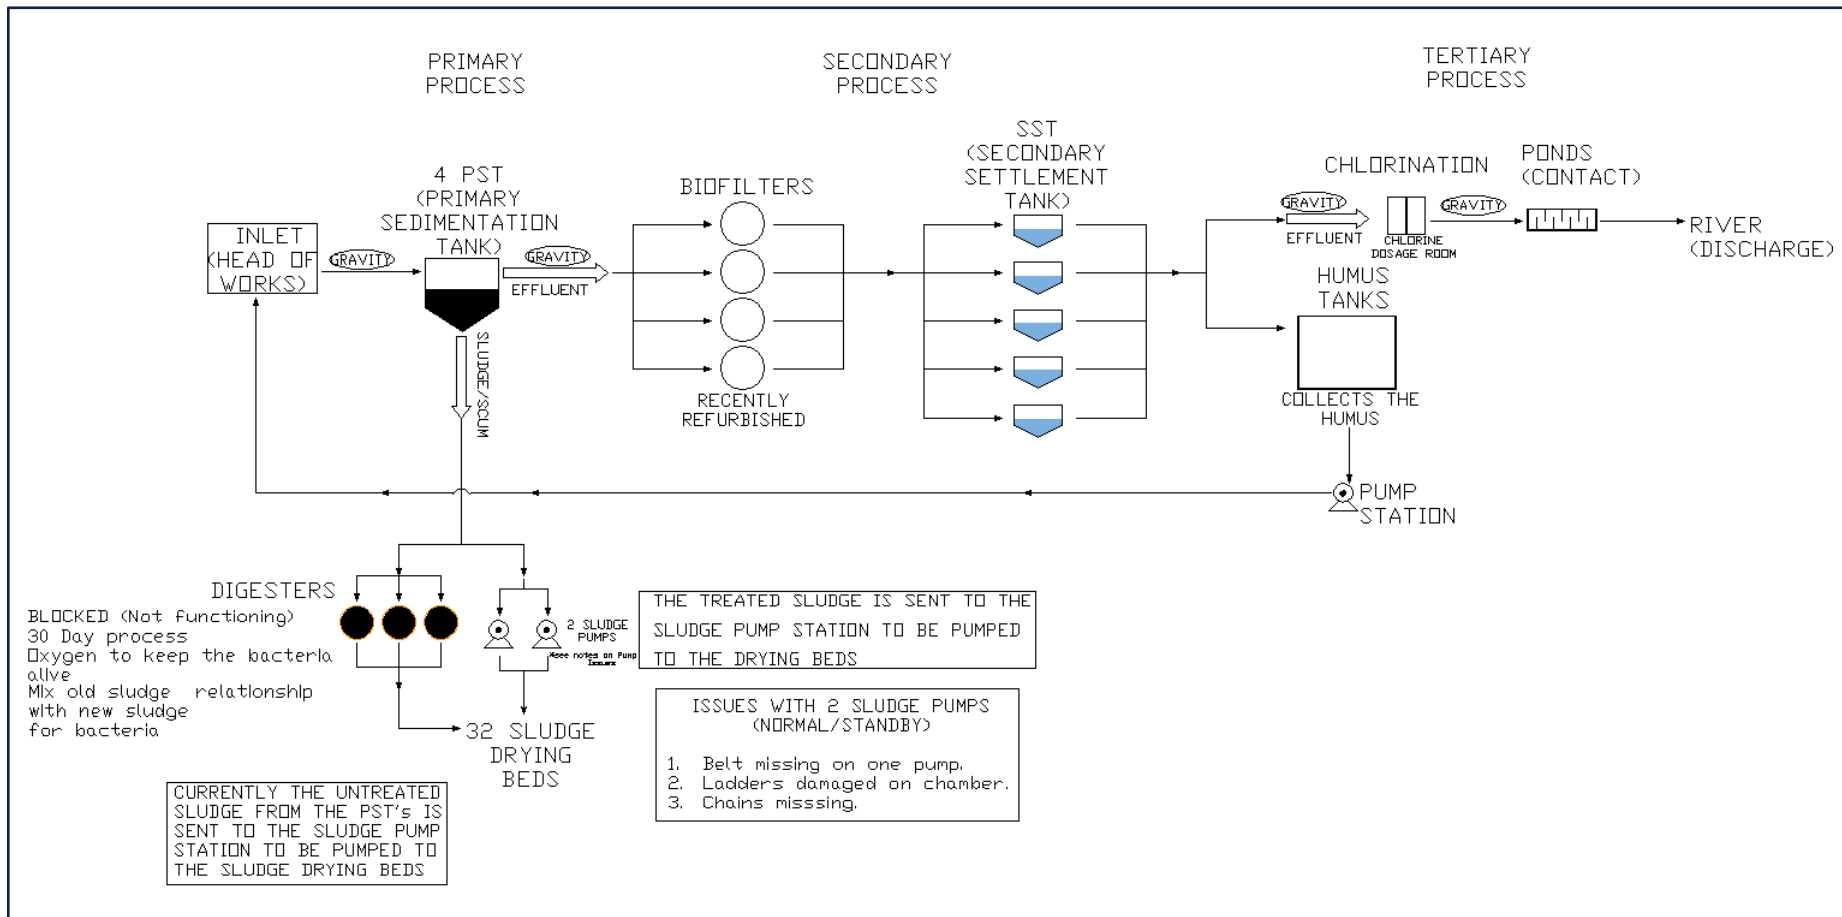 PRIMARY
PROCESS
SECONDARY
PROCESS
TERTIARY
PROCESS
INLET
(HEAD OF
WORKS)
GRAVITY
4 PST
(PRIMARY
SEDIMENTATION
TANK)
GRAVITY
EFFLUENT
SLUDGE/SCUM
BIOFILTERS
RECENTLY
REFURBISHED
SST
(SECONDARY
SETTLEMENT
TANK)
CHLORINATION
GRAVITY
EFFLUENT
CHLORINE
DOSAGE ROOM
GRAVITY
PONDS
(CONTACT)
RIVER
(DISCHARGE)
HUMUS
TANKS
COLLECTS THE
HUMUS
PUMP
STATION
DIGESTERS
BLOCKED (Not functioning)
30 Day process
Oxygen to keep the bacteria
alive
Mix old sludge relationship
with new sludge
for bacteria
2 SLUDGE
PUMPS
*see notes on Pump
Issues
32 SLUDGE
DRYING
BEDS
THE TREATED SLUDGE IS SENT TO THE
SLUDGE PUMP STATION TO BE PUMPED
TO THE DRYING BEDS
ISSUES WITH 2 SLUDGE PUMPS
(NORMAL/STANDBY)
1. Belt missing on one pump.
2. Ladders damaged on chamber.
3. Chains misssing.
CURRENTLY THE UNTREATED
SLUDGE FROM THE PST's IS
SENT TO THE SLUDGE PUMP
STATION TO BE PUMPED TO
THE SLUDGE DRYING BEDS